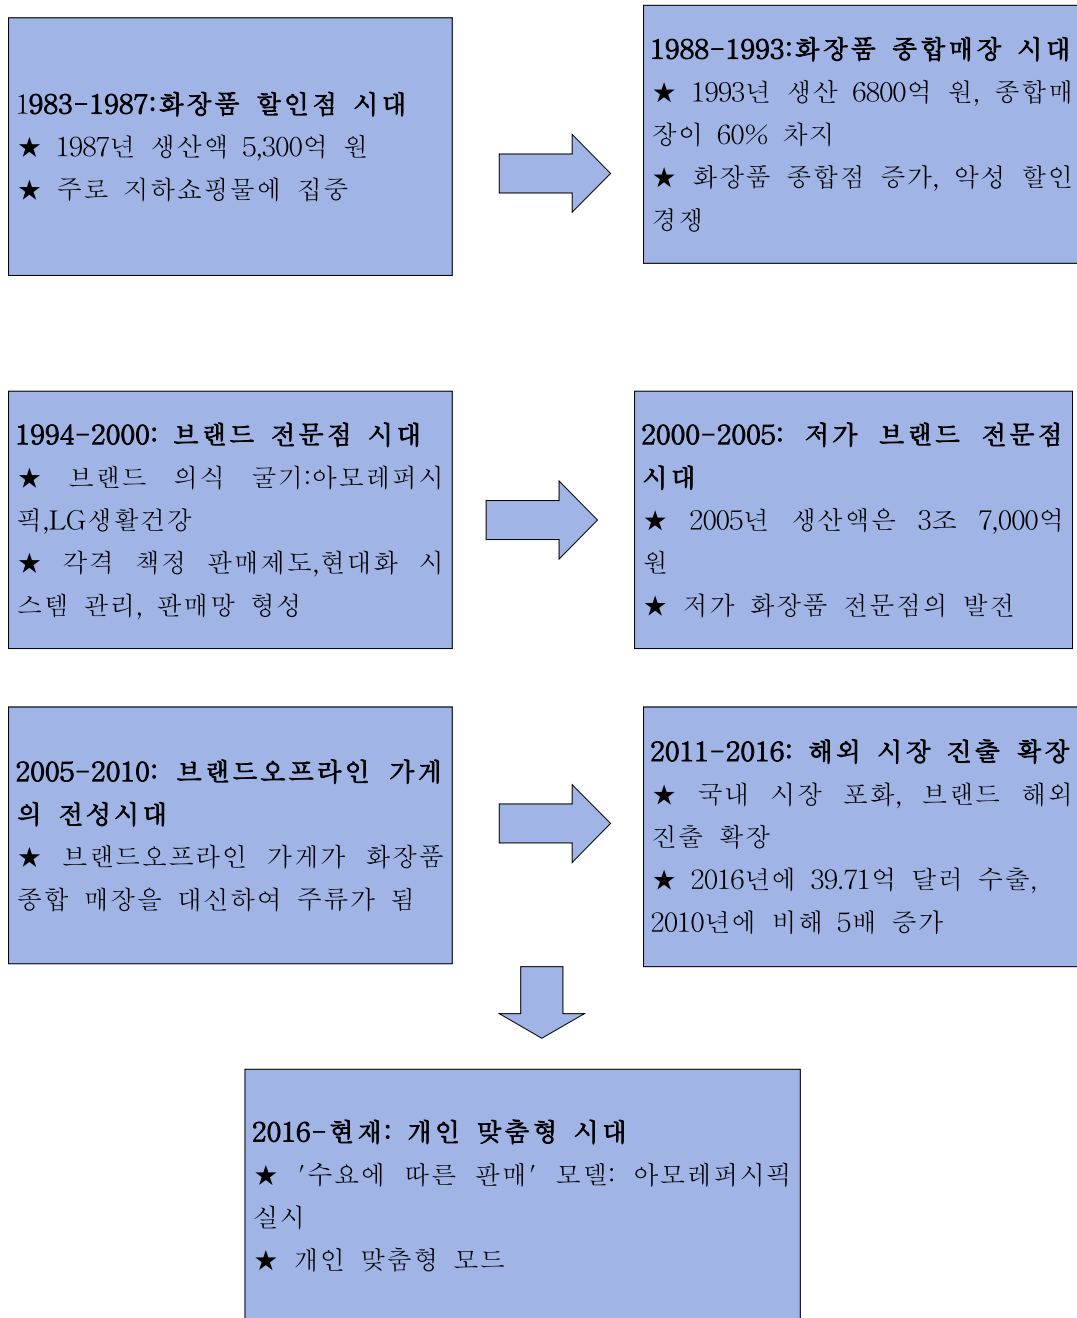 1983-1987:화장품 할인점 시대
★ 1987년 생산액 5,300억 원
★ 주로 지하쇼핑물에 집중
1988-1993:화장품 종합매장 시대
★ 1993년 생산 6800억 원, 종합매
장이 60% 차지
★ 화장품 종합점 증가, 악성 할인
경쟁
1994-2000: 브랜드 전문점 시대
★ 브랜드 의식 굴기:아모레퍼시
픽,LG생활건강
★ 각격 책정 판매제도,현대화 시
스템 관리, 판매망 형성
2000-2005: 저가 브랜드 전문점
시대
★ 2005년 생산액은 3조 7,000억
원
★ 저가 화장품 전문점의 발전
2005-2010: 브랜드오프라인 가게
의 전성시대
★ 브랜드오프라인 가게가 화장품
종합 매장을 대신하여 주류가 됨
2011-2016: 해외 시장 진출 확장
★ 국내 시장 포화, 브랜드 해외
진출 확장
★ 2016년에 39.71억 달러 수출,
2010년에 비해 5배 증가
2016-현재: 개인 맞춤형 시대
★ '수요에 따른 판매' 모델: 아모레퍼시픽
실시
★ 개인 맞춤형 모드